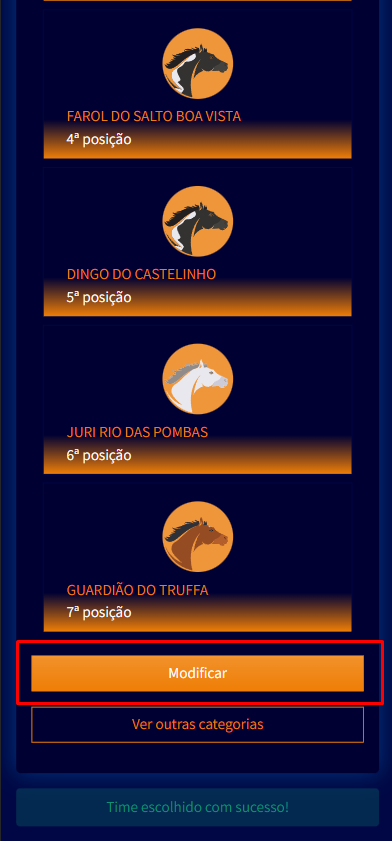 FAROL DO SALTO BOA VISTA
4ª posição
DINGO DO CASTELINHO
5ª posição
JURI RIO DAS POMBAS
6ª posição
GUARDIÃO DO TRUFFA
7ª posição
Modificar
Ver outras categorias
Time escolhido com sucesso!